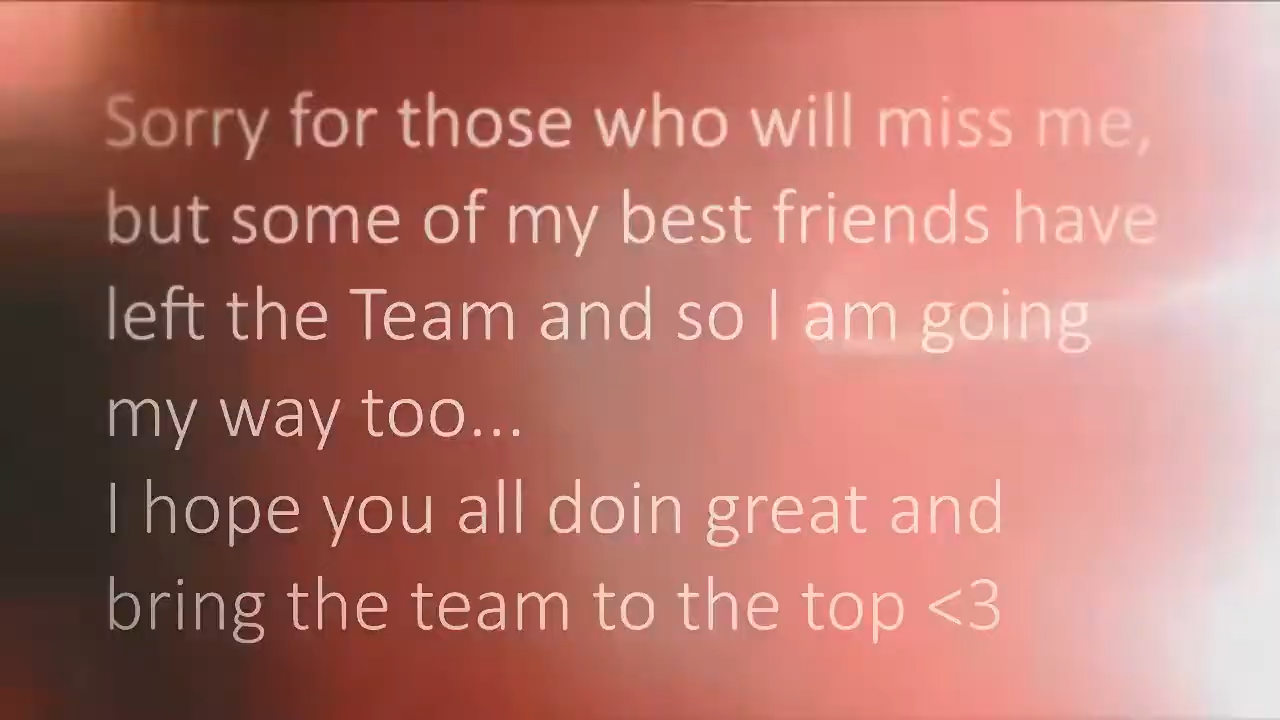 Sorry for those who will miss me,
but some of my best friends have
left the Team and so I am going
my way too...
I hope you all doin great and
bring the team to the top <3